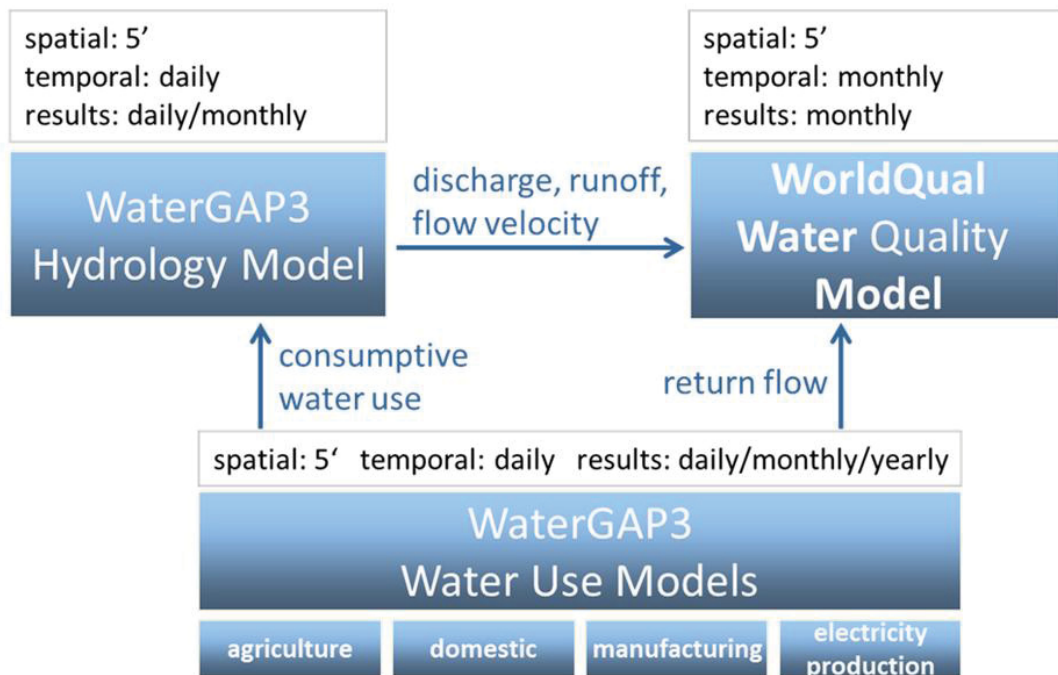 spatial: 5’
temporal: daily
results: daily/monthly
spatial: 5’
temporal: monthly
results: monthly
WaterGAP3
Hydrology Model
discharge, runoff,
flow velocity
WorldQual
Water Quality
Model
consumptive
water use
return flow
spatial: 5‘ temporal: daily results: daily/monthly/yearly
WaterGAP3
Water Use Models
agriculture
domestic
manufacturing
electricity
production